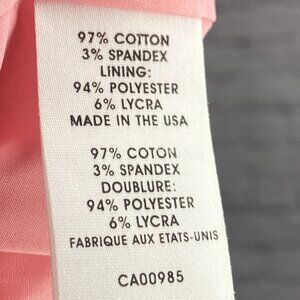 97% COTTON
3% SPANDEX
LINING:
94% POLYESTER
6% LYCRA
MADE IN THE USA
97% COTON
3% SPANDEX
DOUBLURE:
94% POLYESTER
6% LYCRA
FABRIQUE AUX ETATS-UNIS
CA00985